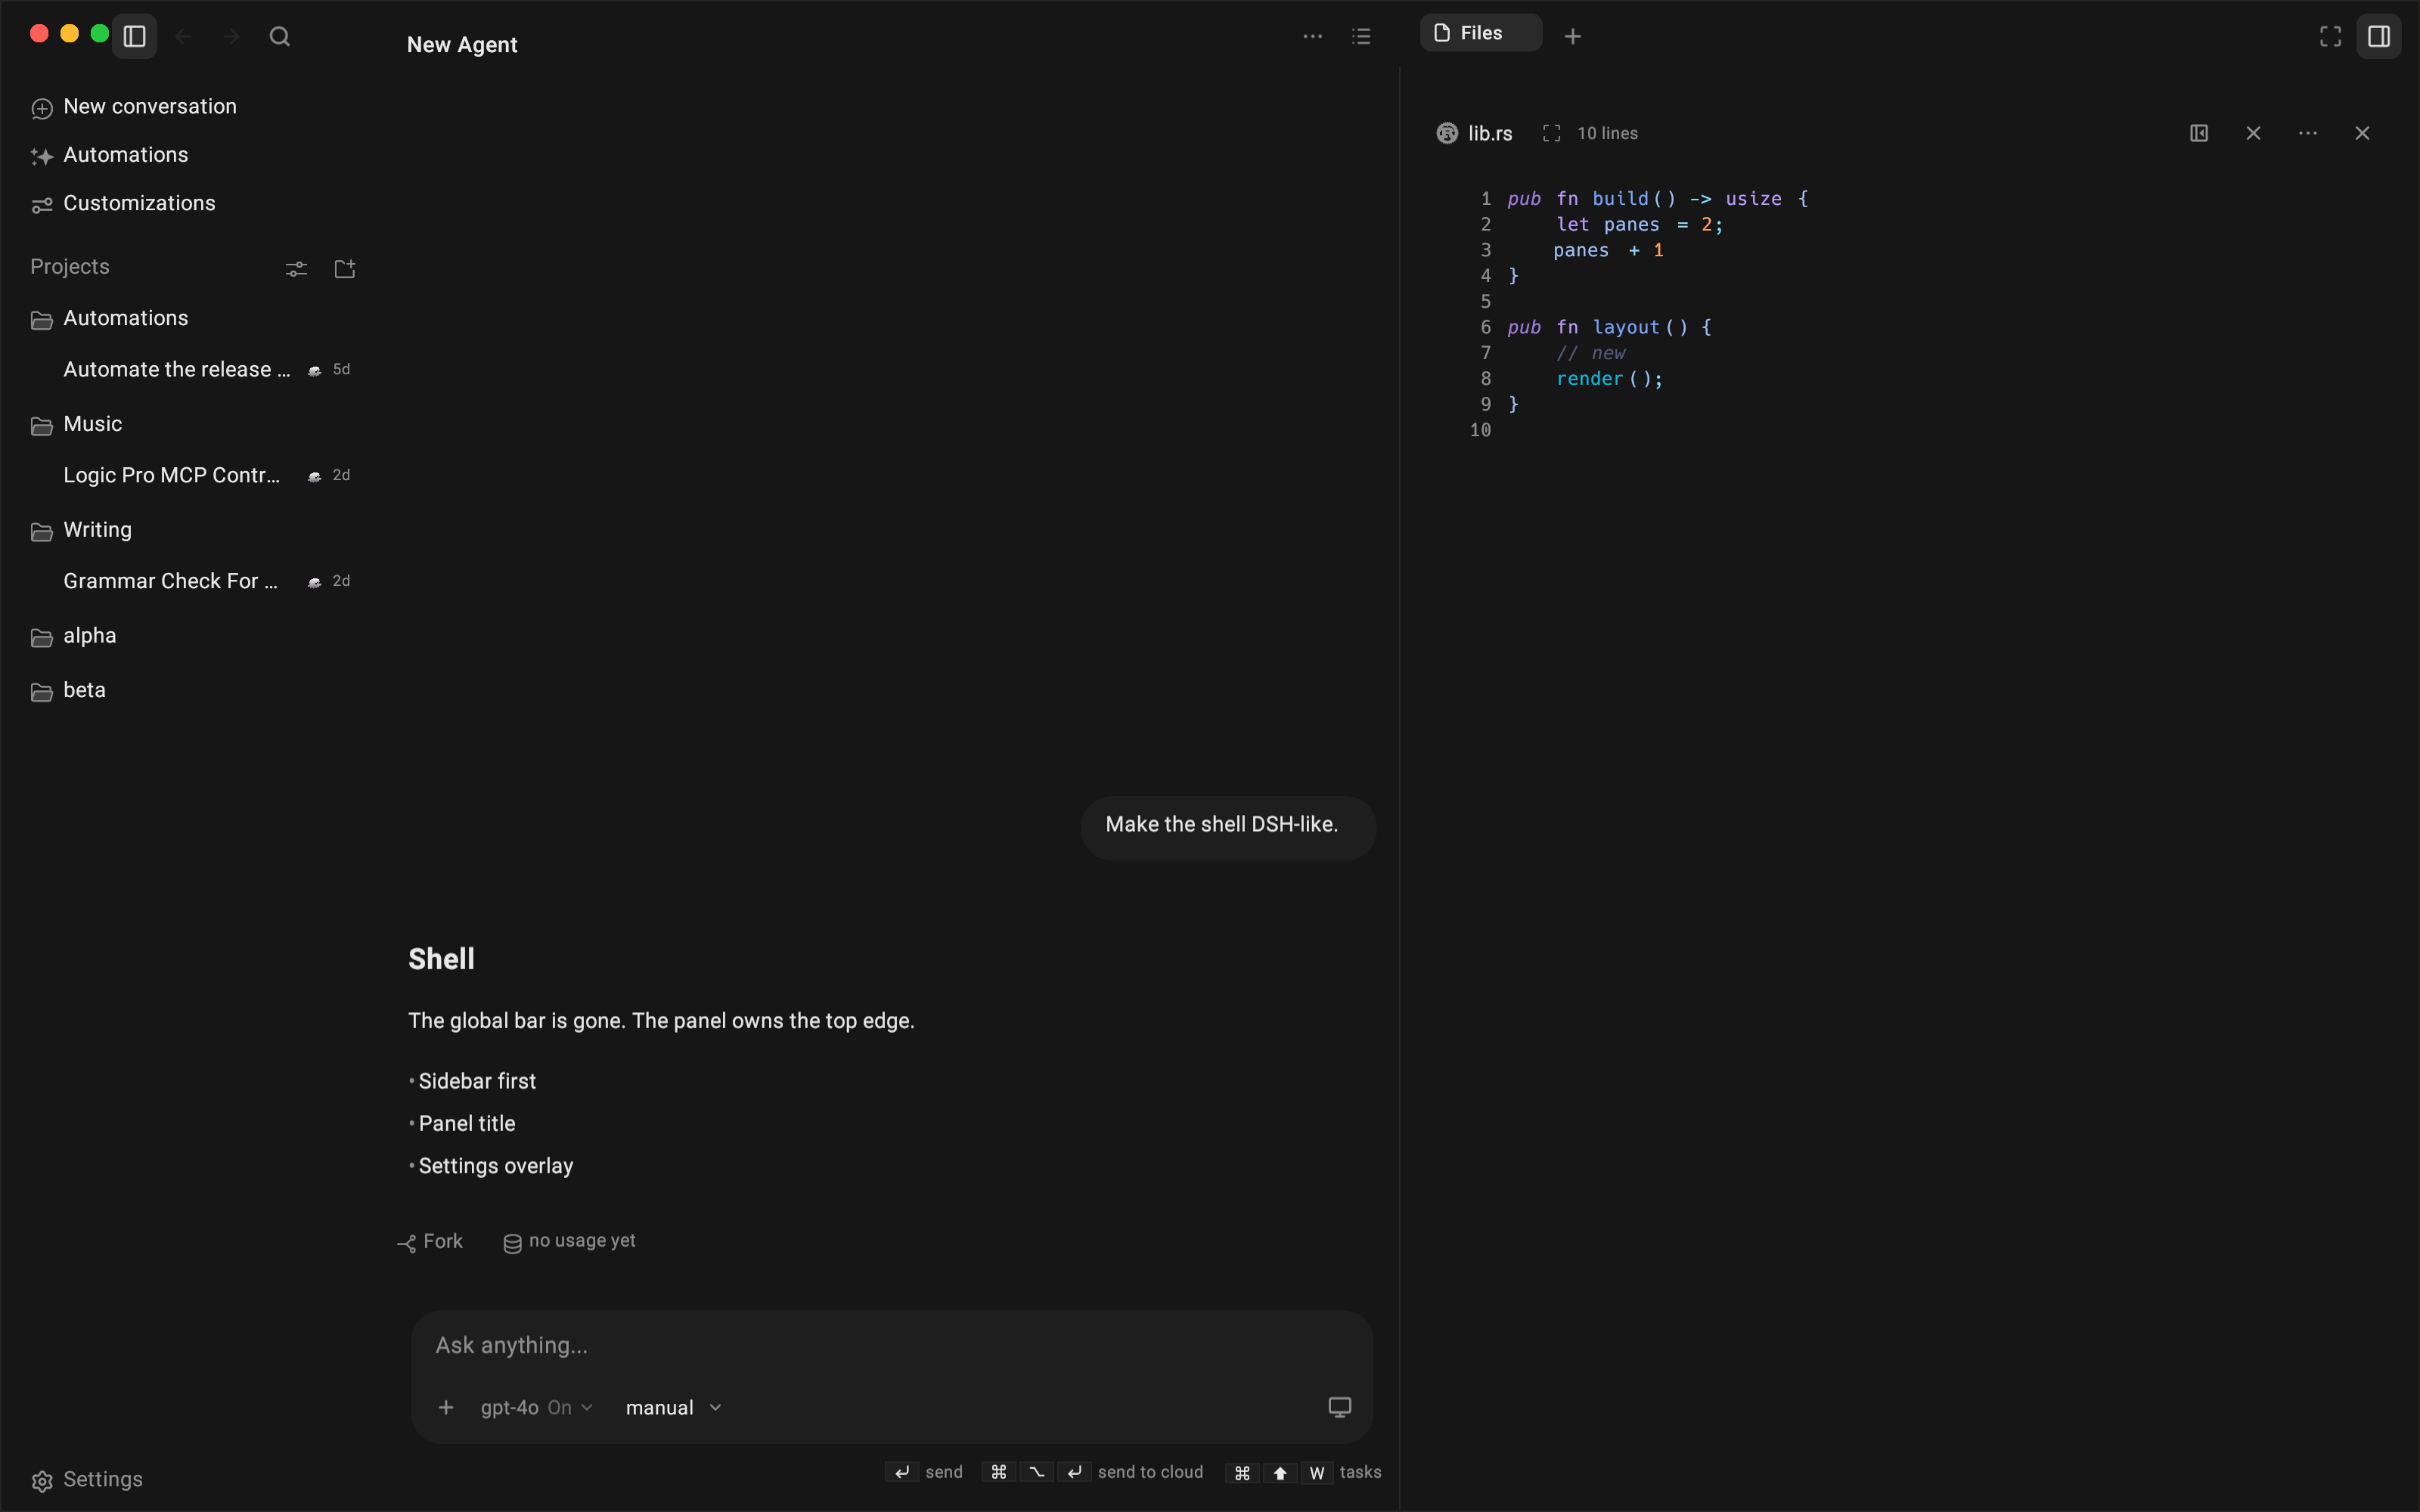 New Agent
Files
New conversation
Automations
Customizations
Projects
Automations
Automate the release ... 5d
Music
Logic Pro MCP Contr... 2d
Writing
Grammar Check For ... 2d
alpha
beta
Settings
Make the shell DSH-like.
Shell
The global bar is gone. The panel owns the top edge.
• Sidebar first
• Panel title
• Settings overlay
Fork no usage yet
Ask anything...
gpt-4o On manual
↵ send ⌘ ⌥ ↵ send to cloud ⌘ ⬆ W tasks
lib.rs 10 lines
1 pub fn build() -> usize {
2     let panes = 2;
3     panes + 1
4 }
5
6 pub fn layout() {
7     // new
8     render();
9 }
10